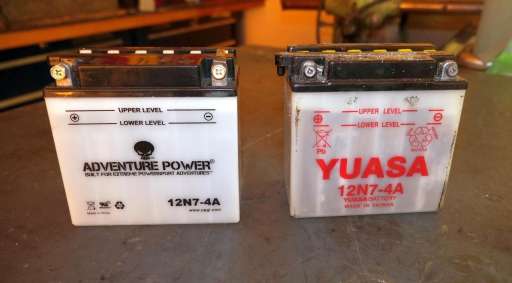 UPPER LEVEL
LOWER LEVEL
ADVENTURE POWER®
BUILT FOR EXTREME POWERSPORT ADVENTURES
12N7-4A
UPPER LEVEL
LOWER LEVEL
Pb
YUASA
12N7-4A
YUASA BATTERY
MADE IN TAIWAN